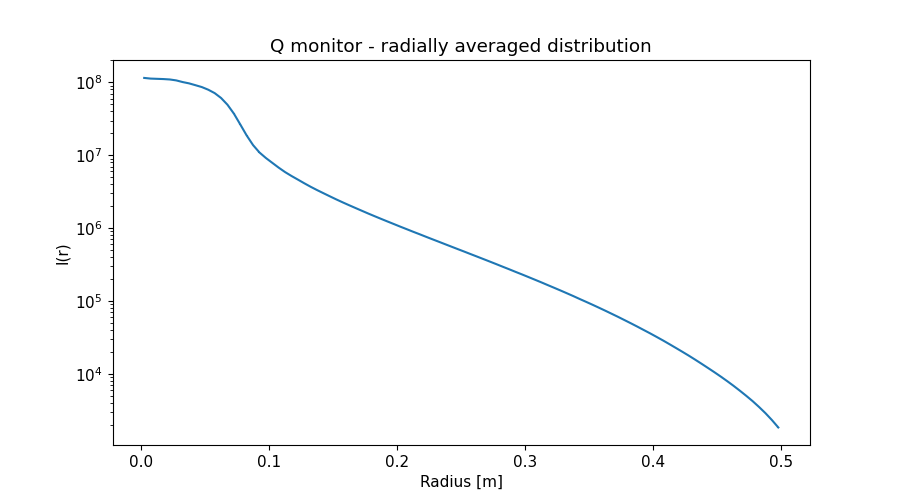 Q monitor - radially averaged distribution
I(r)
10⁸
10⁷
10⁶
10⁵
10⁴
0.0 0.1 0.2 0.3 0.4 0.5
Radius [m]